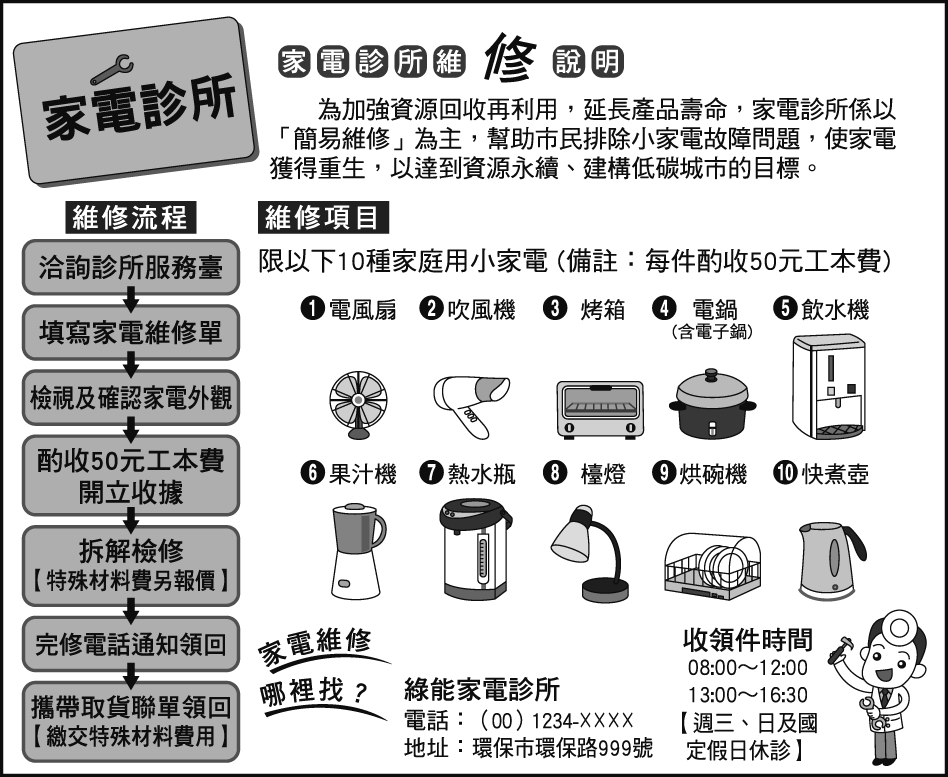 家電診所
家電診所維修說明
為加強資源回收再利用，延長產品壽命，家電診所係以
「簡易維修」為主，幫助市民排除小家電故障問題，使家電
獲得重生，以達到資源永續、建構低碳城市的目標。
維修流程
洽詢診所服務臺
填寫家電維修單
檢視及確認家電外觀
酌收50元工本費
開立收據
拆解檢修
【特殊材料費另報價】
完修電話通知領回
攜帶取貨聯單領回
【繳交特殊材料費用】
維修項目
限以下10種家庭用小家電(備註：每件酌收50元工本費)
❶電風扇 ❷吹風機 ❸ 烤箱 ❹ 電鍋 ❺飲水機
(含電子鍋)
❻果汁機 ❼熱水瓶 ❽ 檯燈 ❾烘碗機 ❿快煮壺
家電維修
哪裡找？
綠能家電診所
電話：（00）1234-XXXX
地址：環保市環保路999號
收領件時間
08:00～12:00
13:00～16:30
【週三、日及國
定假日休診】